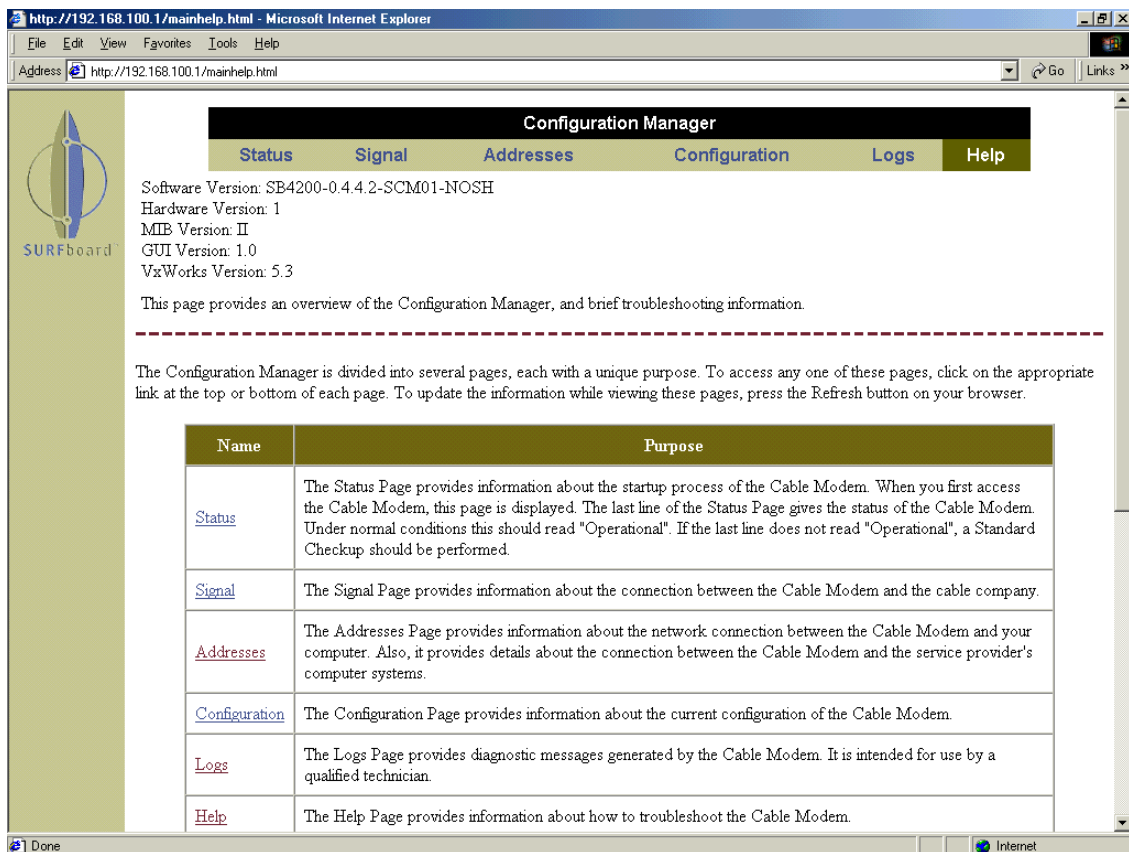 http://192.168.100.1/mainhelp.html - Microsoft Internet Explorer
File Edit View Favorites Tools Help
Address http://192.168.100.1/mainhelp.html Go Links »
Configuration Manager
Status Signal Addresses Configuration Logs Help
SURFboard™
Software Version: SB4200-0.4.4.2-SCM01-NOSH
Hardware Version: 1
MIB Version: II
GUI Version: 1.0
VxWorks Version: 5.3
This page provides an overview of the Configuration Manager, and brief troubleshooting information.
The Configuration Manager is divided into several pages, each with a unique purpose. To access any one of these pages, click on the appropriate
link at the top or bottom of each page. To update the information while viewing these pages, press the Refresh button on your browser.
Name Purpose
Status
The Status Page provides information about the startup process of the Cable Modem. When you first access
the Cable Modem, this page is displayed. The last line of the Status Page gives the status of the Cable Modem.
Under normal conditions this should read "Operational". If the last line does not read "Operational", a Standard
Checkup should be performed.
Signal
The Signal Page provides information about the connection between the Cable Modem and the cable company.
Addresses
The Addresses Page provides information about the network connection between the Cable Modem and your
computer. Also, it provides details about the connection between the Cable Modem and the service provider's
computer systems.
Configuration
The Configuration Page provides information about the current configuration of the Cable Modem.
Logs
The Logs Page provides diagnostic messages generated by the Cable Modem. It is intended for use by a
qualified technician.
Help
The Help Page provides information about how to troubleshoot the Cable Modem.
Done Internet